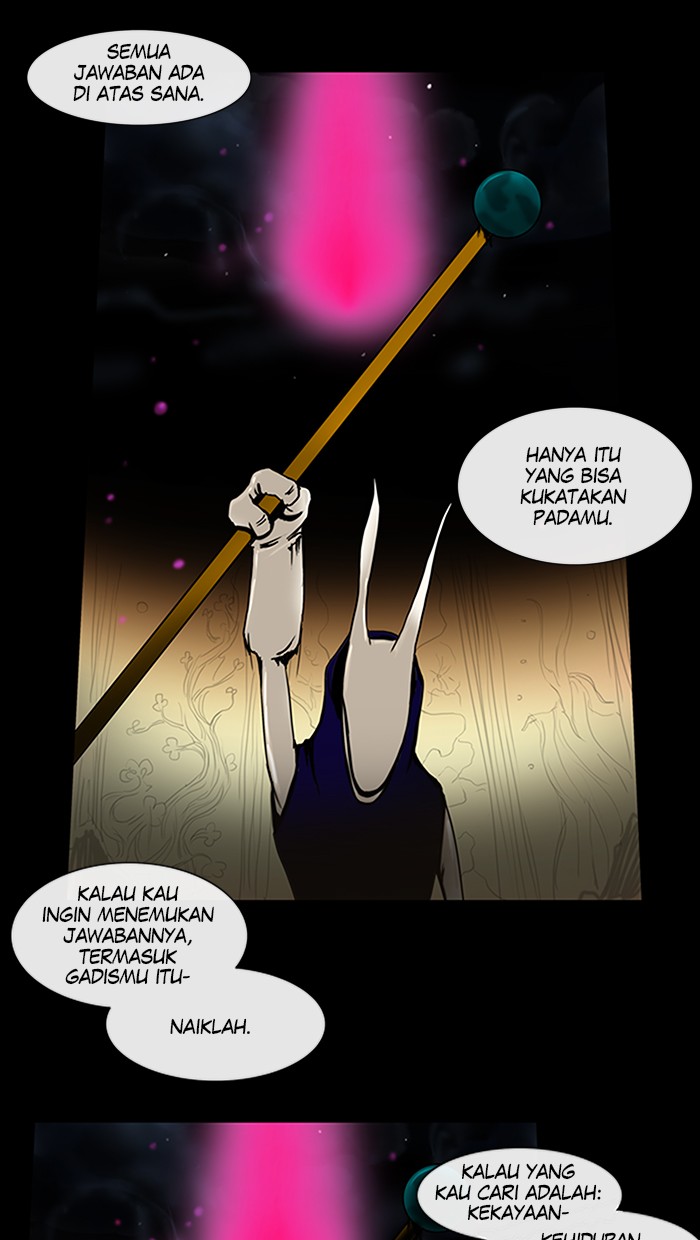 SEMUA
JAWABAN ADA
DI ATAS SANA.
HANYA ITU
YANG BISA
KUKATAKAN
PADAMU.
KALAU KAU
INGIN MENEMUKAN
JAWABANNYA,
TERMASUK
GADISMU ITU-
NAIKLAH.
KALAU YANG
KAU CARI ADALAH:
KEKAYAAN-